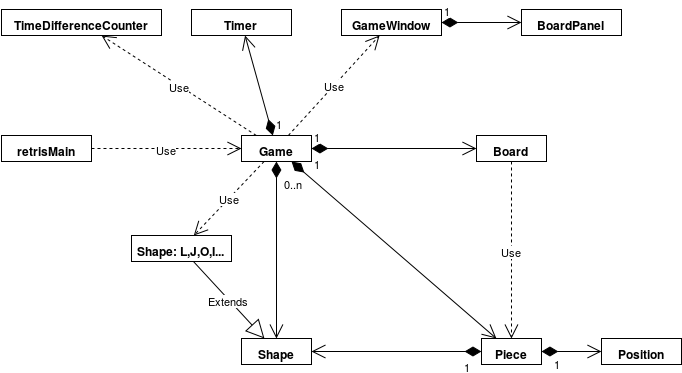 TimeDifferenceCounter
Timer
GameWindow
1
BoardPanel
Use
Use
1
retrisMain
Use
Game
1
1
Board
0..n
Use
Shape: L,J,O,I...
Use
Extends
Shape
1
Piece
1
Position